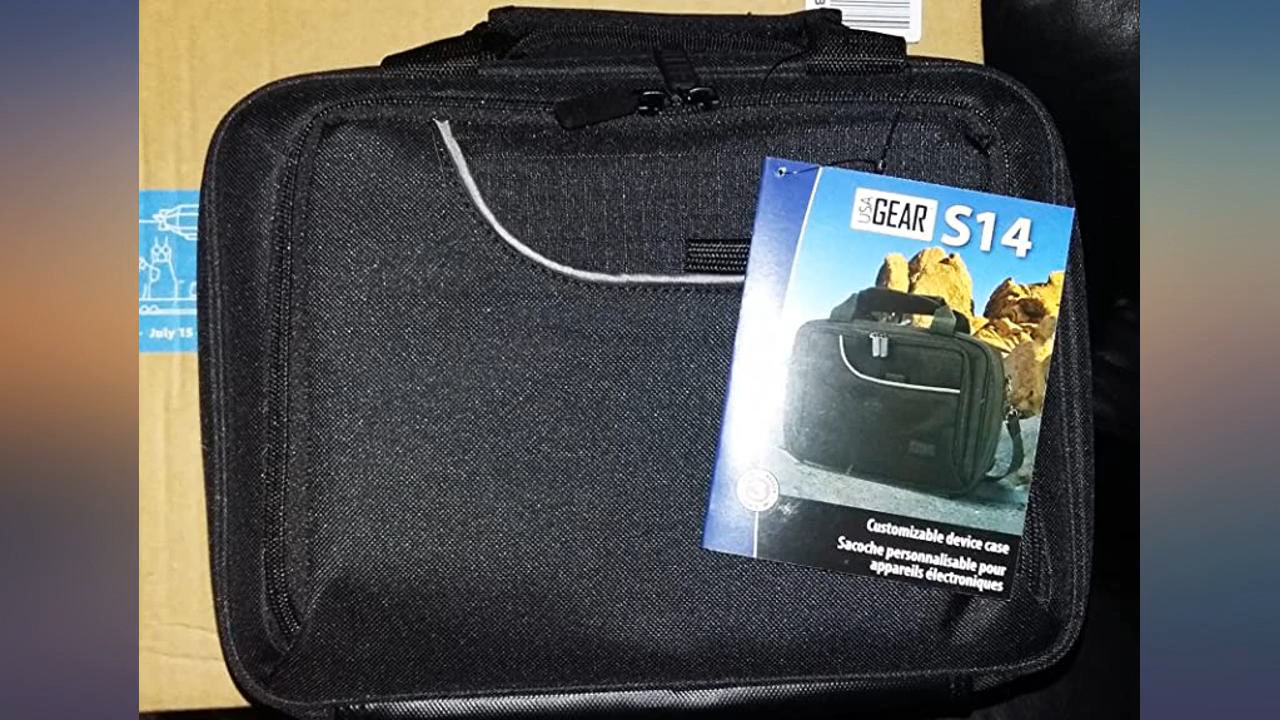 USA GEAR S14
Customizable device case
Sacoche personnalisable pour
appareils électroniques
July 15